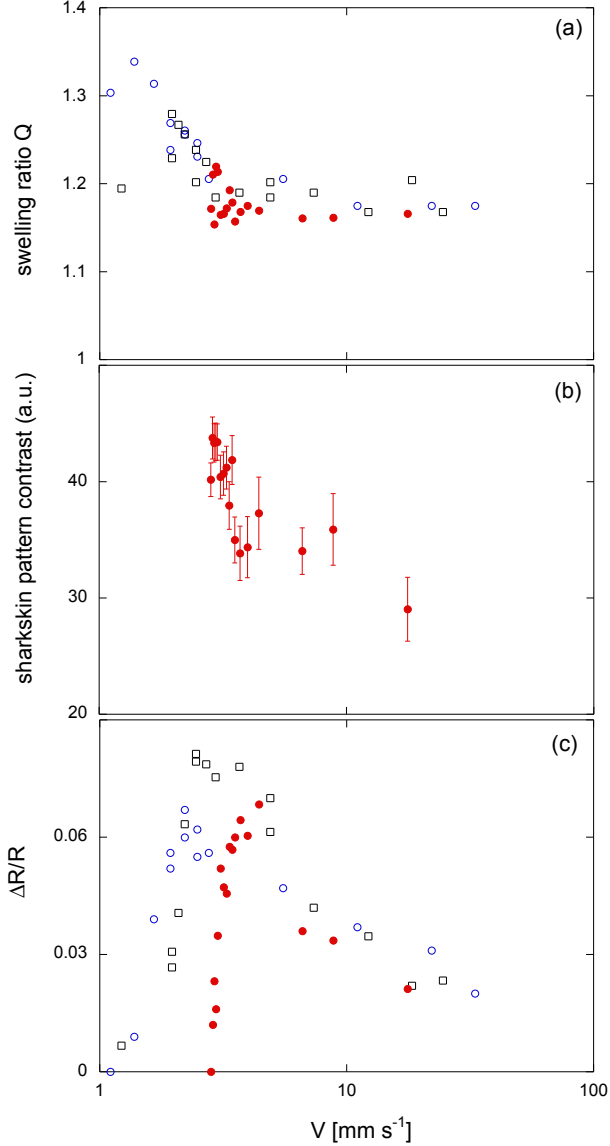 (a)
1.4
1.3
1.2
1.1
1
swelling ratio Q
(b)
40
30
20
sharkskin pattern contrast (a.u.)
(c)
0.06
0.03
0
ΔR/R
1 10 100
V [mm s⁻¹]